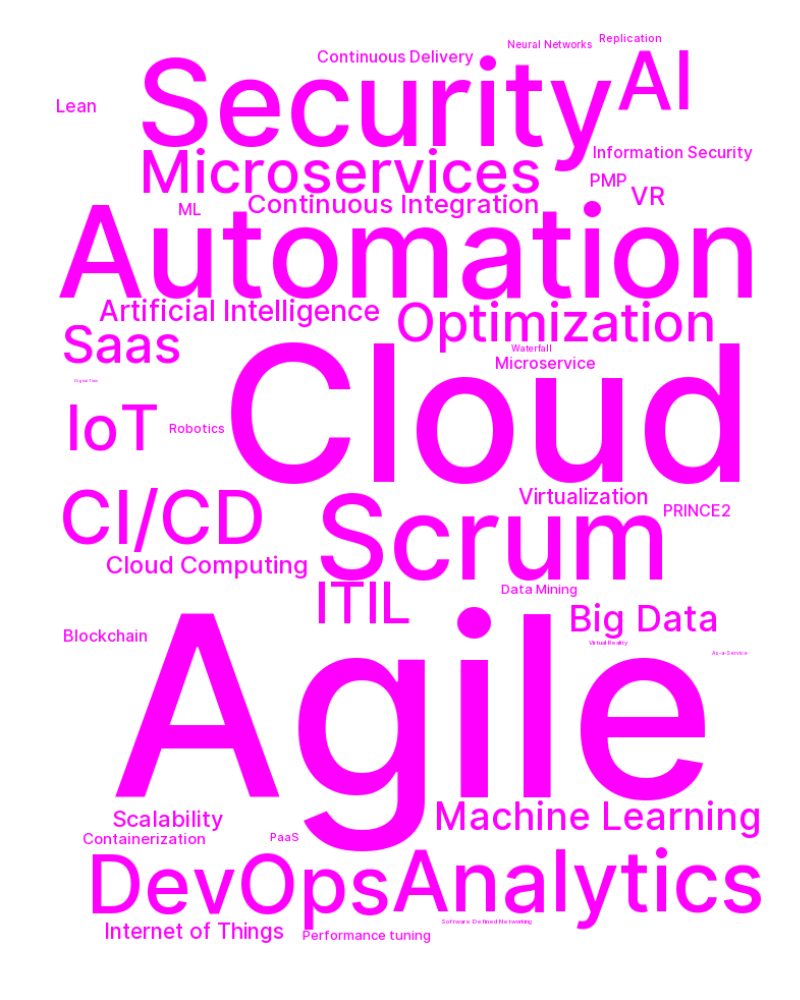 Replication
Neural Networks
Continuous Delivery
Security
AI
Lean
Information Security
Microservices
PMP
VR
ML
Continuous Integration
Automation
Artificial Intelligence
Optimization
Saas
Waterfall
Microservice
Cloud
Digital Twin
IoT
Robotics
CI/CD
Virtualization
Scrum
PRINCE2
Cloud Computing
ITIL
Data Mining
Big Data
Blockchain
Virtual Reality
As-a-Service
Agile
Scalability
Machine Learning
Containerization
PaaS
DevOps
Analytics
Software-Defined Networking
Internet of Things
Performance tuning